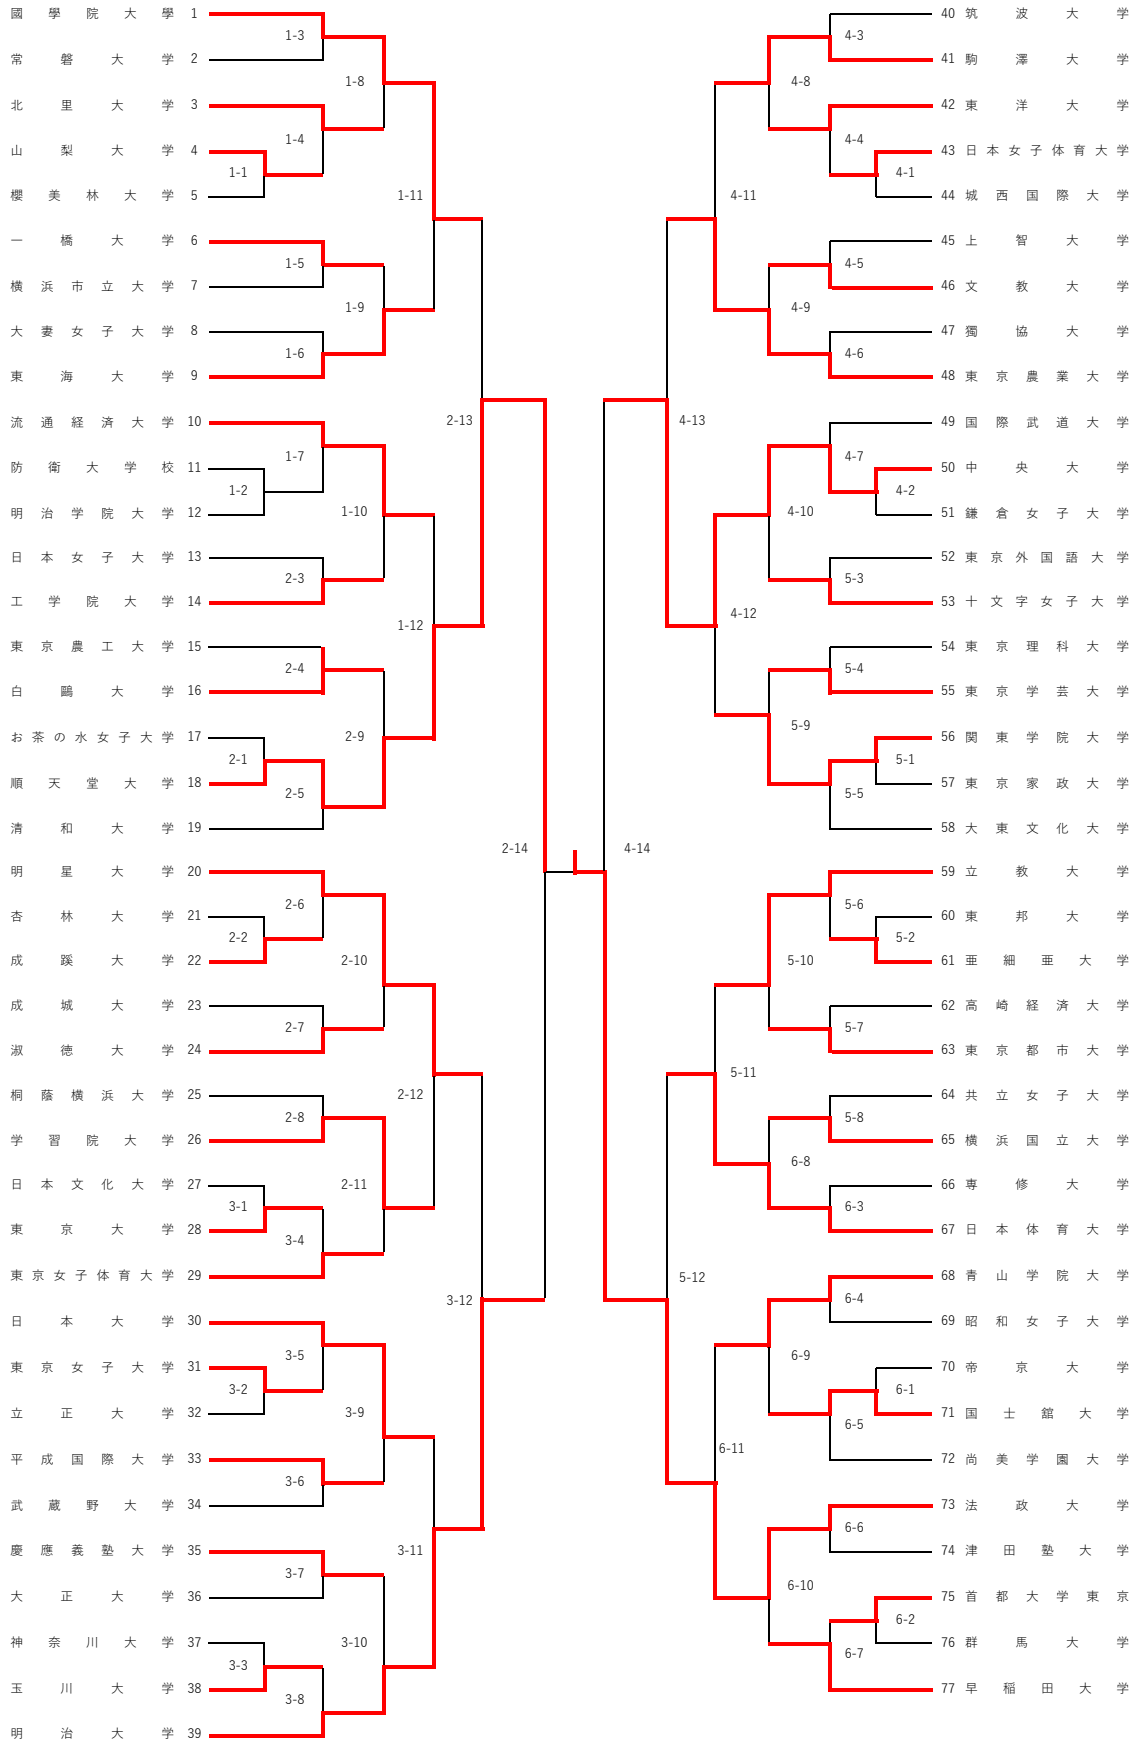 國學院大學 1
常磐大学 2
北里大学 3
山梨大学 4
櫻美林大学 5
一橋大学 6
横浜市立大学 7
大妻女子大学 8
東海大学 9
流通経済大学 10
防衛大学校 11
明治学院大学 12
日本女子大学 13
工学院大学 14
東京農工大学 15
白鷗大学 16
お茶の水女子大学 17
順天堂大学 18
清和大学 19
明星大学 20
杏林大学 21
成蹊大学 22
成城大学 23
淑徳大学 24
桐蔭横浜大学 25
学習院大学 26
日本文化大学 27
東京大学 28
東京女子体育大学 29
日本大学 30
東京女子大学 31
立正大学 32
平成国際大学 33
武蔵野大学 34
慶應義塾大学 35
大正大学 36
神奈川大学 37
玉川大学 38
明治大学 39
1-1
1-2
2-1
2-2
3-1
3-2
3-3
1-3
1-4
1-5
1-6
1-7
2-3
2-4
2-5
2-6
2-7
2-8
3-4
3-5
3-6
3-7
3-8
1-8
1-9
1-10
2-9
2-10
2-11
3-9
3-10
1-11
1-12
2-12
3-11
2-13
3-12
2-14
4-14
4-13
5-12
4-11
4-12
5-11
6-11
4-8
4-9
4-10
5-9
5-10
6-8
6-9
6-10
4-3
4-4
4-5
4-6
4-7
5-3
5-4
5-5
5-6
5-7
5-8
6-3
6-4
6-5
6-6
6-7
4-1
4-2
5-1
5-2
6-1
6-2
40 筑波大学
41 駒澤大学
42 東洋大学
43 日本女子体育大学
44 城西国際大学
45 上智大学
46 文教大学
47 獨協大学
48 東京農業大学
49 国際武道大学
50 中央大学
51 鎌倉女子大学
52 東京外国語大学
53 十文字女子大学
54 東京理科大学
55 東京学芸大学
56 関東学院大学
57 東京家政大学
58 大東文化大学
59 立教大学
60 東邦大学
61 亜細亜大学
62 高崎経済大学
63 東京都市大学
64 共立女子大学
65 横浜国立大学
66 専修大学
67 日本体育大学
68 青山学院大学
69 昭和女子大学
70 帝京大学
71 国士舘大学
72 尚美学園大学
73 法政大学
74 津田塾大学
75 首都大学東京
76 群馬大学
77 早稲田大学